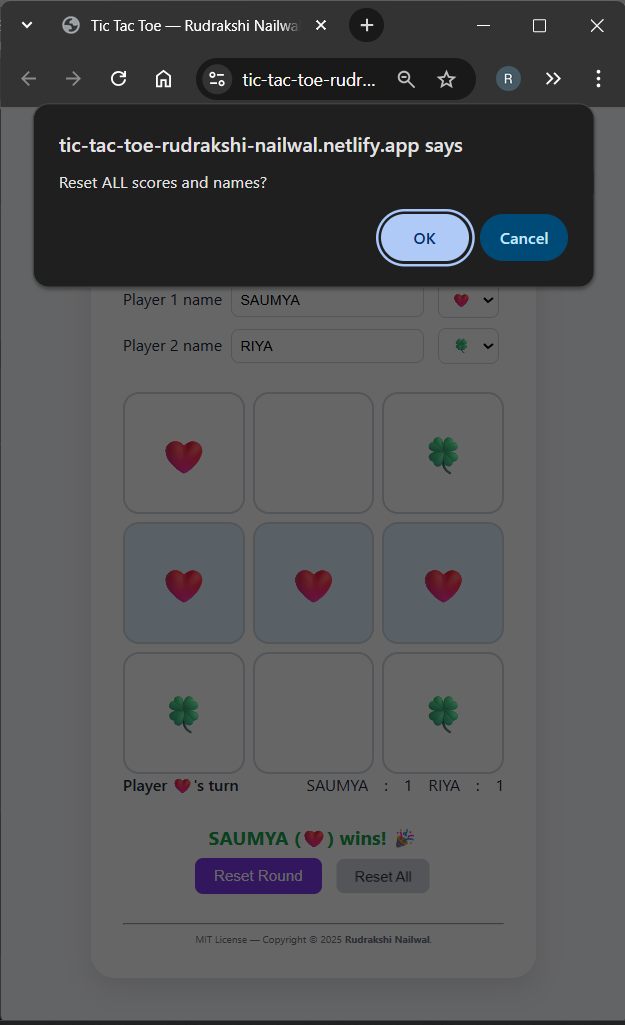 Tic Tac Toe — Rudrakshi Nailwa
tic-tac-toe-rudr...
R
tic-tac-toe-rudrakshi-nailwal.netlify.app says
Reset ALL scores and names?
OK
Cancel
Player 1 name SAUMYA ❤️
Player 2 name RIYA 🍀
Player ❤️'s turn SAUMYA : 1 RIYA : 1
SAUMYA (❤️) wins! 🎉
Reset Round Reset All
MIT License — Copyright © 2025 Rudrakshi Nailwal.